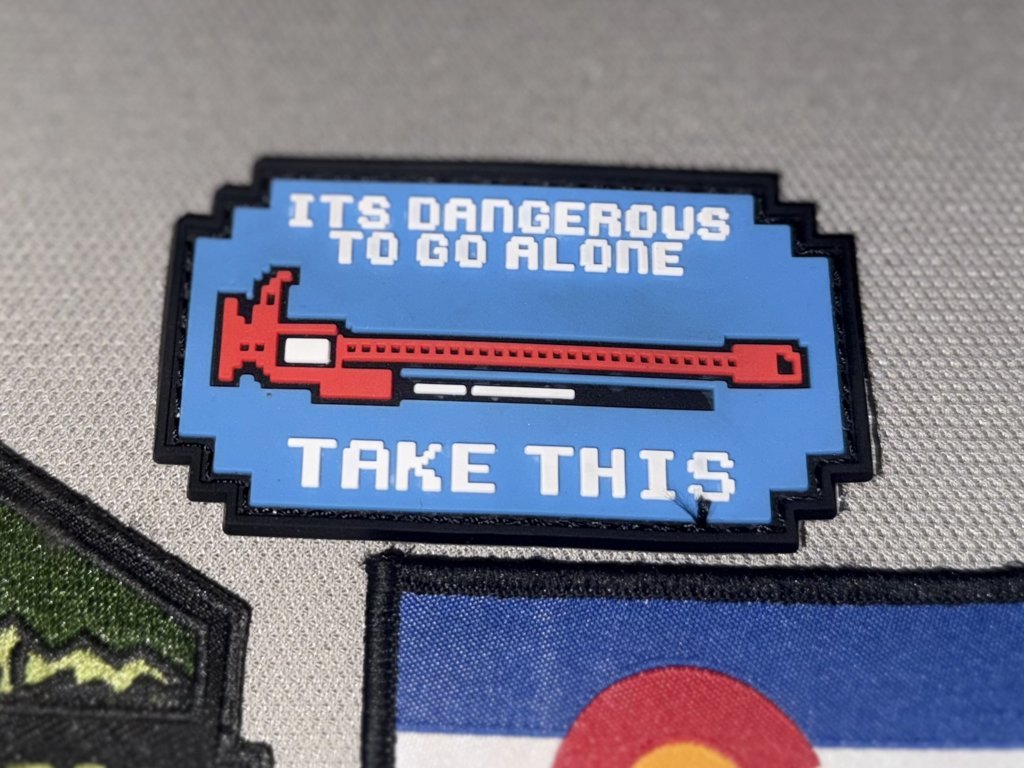 ITS DANGEROUS
TO GO ALONE
TAKE THIS